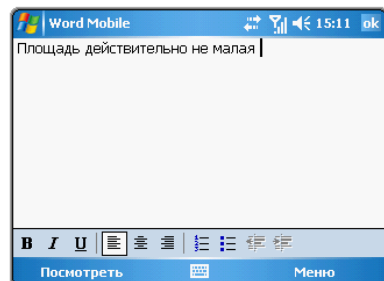 Word Mobile 15:11 ok
Площадь действительно не малая
B I U
Посмотреть Меню